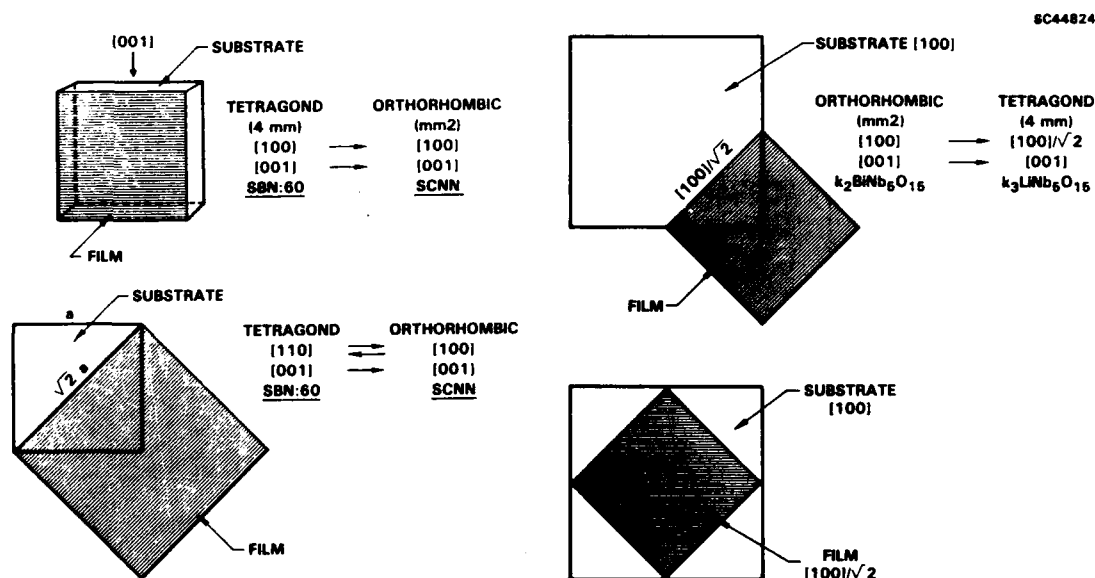 SC44824
[001]
SUBSTRATE
TETRAGOND ORTHORHOMBIC
(4 mm) (mm2)
[100] → [100]
[001] → [001]
SBN:60 SCNN
FILM
SUBSTRATE
a
√2 a
TETRAGOND ORTHORHOMBIC
[110] ⇄ [100]
[001] → [001]
SBN:60 SCNN
FILM
SUBSTRATE [100]
ORTHORHOMBIC TETRAGOND
(mm2) (4 mm)
[100] → [100]/√2
[001] → [001]
k₂BiNb₅O₁₅ k₃LiNb₅O₁₅
[100]/√2
FILM
SUBSTRATE
[100]
FILM
[100]/√2